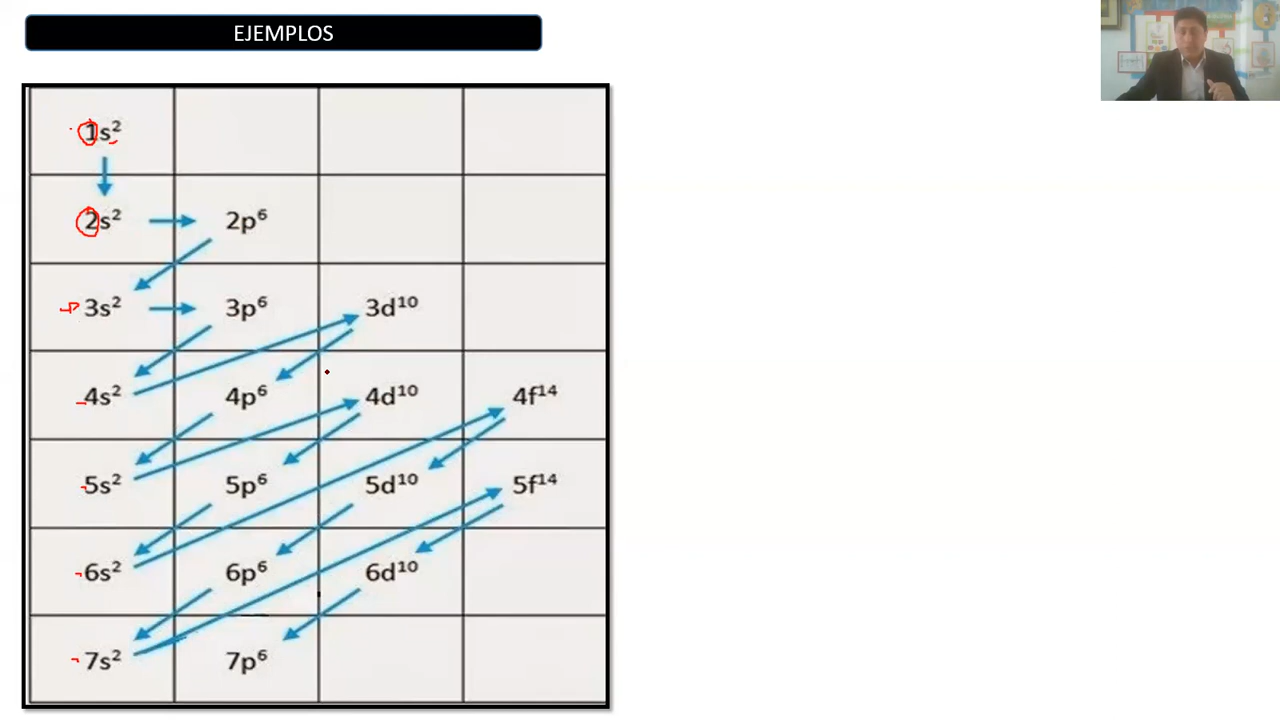 EJEMPLOS
1s²
2s² 2p⁶
3s² 3p⁶ 3d¹⁰
4s² 4p⁶ 4d¹⁰ 4f¹⁴
5s² 5p⁶ 5d¹⁰ 5f¹⁴
6s² 6p⁶ 6d¹⁰
7s² 7p⁶